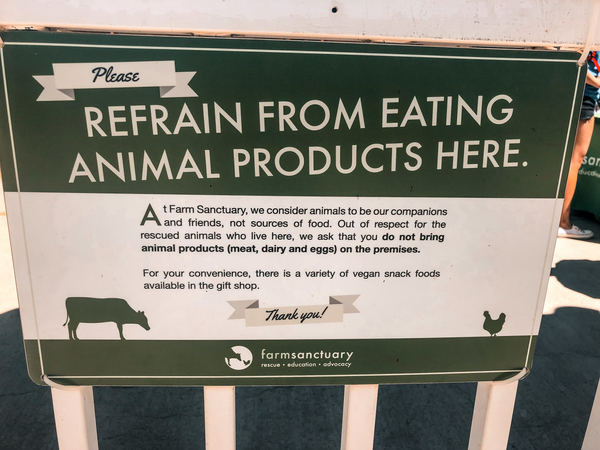 Please
REFRAIN FROM EATING
ANIMAL PRODUCTS HERE.
At Farm Sanctuary, we consider animals to be our companions
and friends, not sources of food. Out of respect for the
rescued animals who live here, we ask that you do not bring
animal products (meat, dairy and eggs) on the premises.
For your convenience, there is a variety of vegan snack foods
available in the gift shop.
Thank you!
farmsanctuary
rescue • education • advocacy